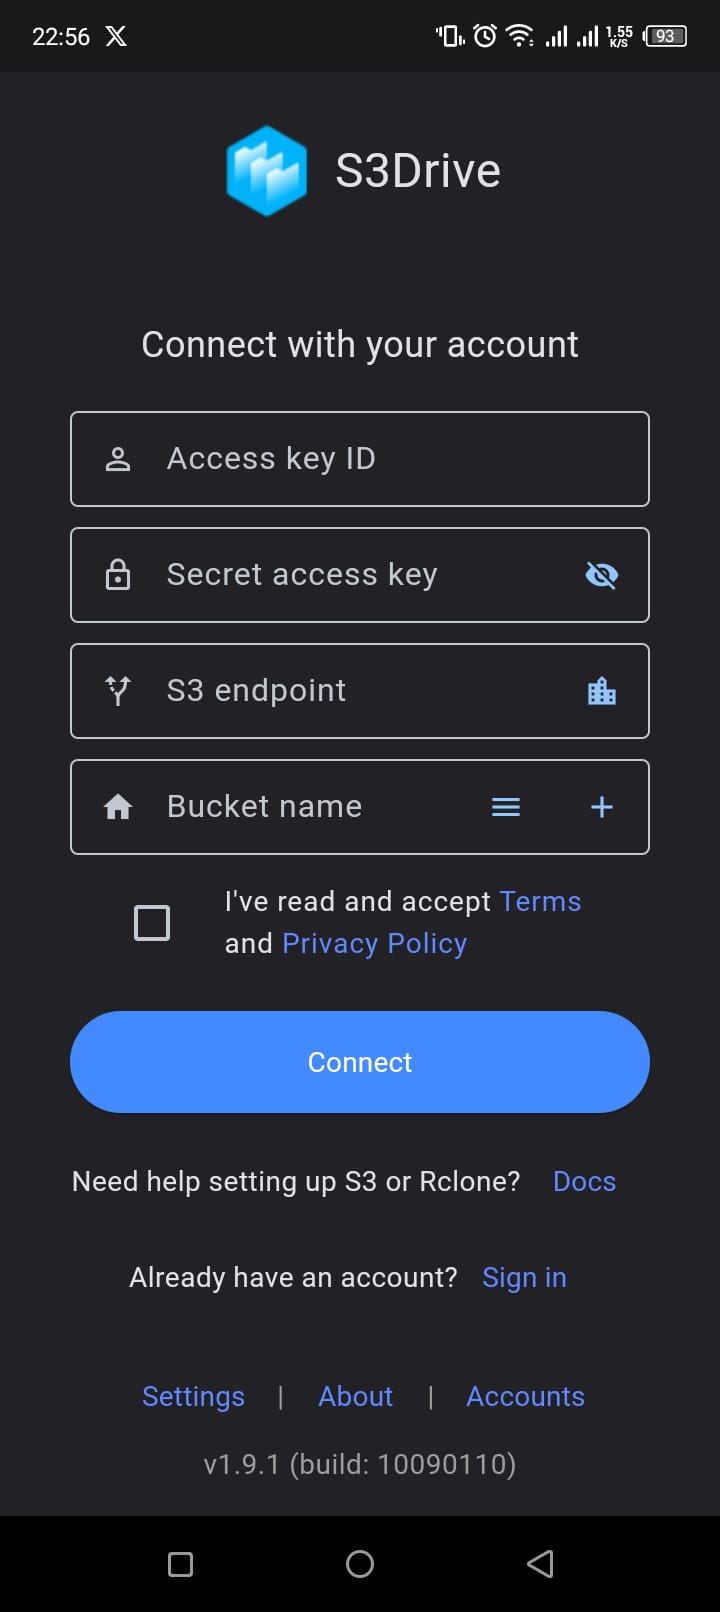 22:56 X 1.55 K/S 93
S3Drive
Connect with your account
Access key ID
Secret access key
S3 endpoint
Bucket name
I've read and accept Terms
and Privacy Policy
Connect
Need help setting up S3 or Rclone? Docs
Already have an account? Sign in
Settings | About | Accounts
v1.9.1 (build: 10090110)